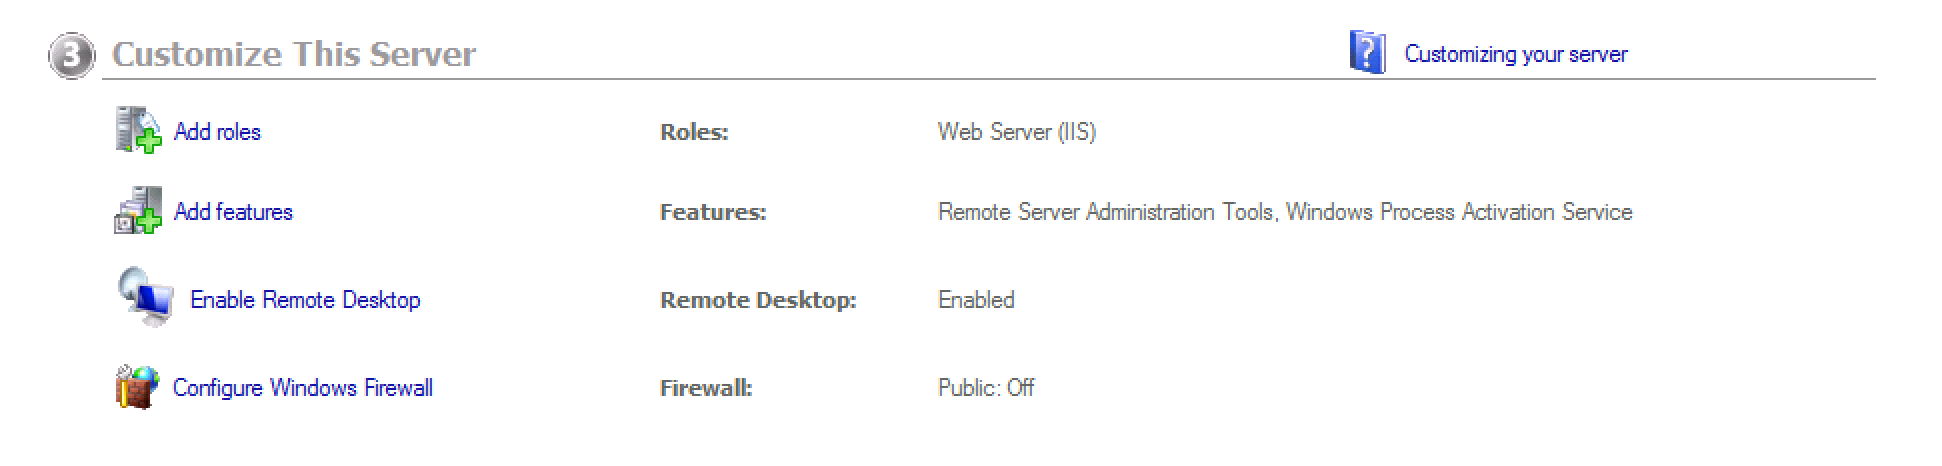 3 Customize This Server Customizing your server
Add roles Roles: Web Server (IIS)
Add features Features: Remote Server Administration Tools, Windows Process Activation Service
Enable Remote Desktop Remote Desktop: Enabled
Configure Windows Firewall Firewall: Public: Off